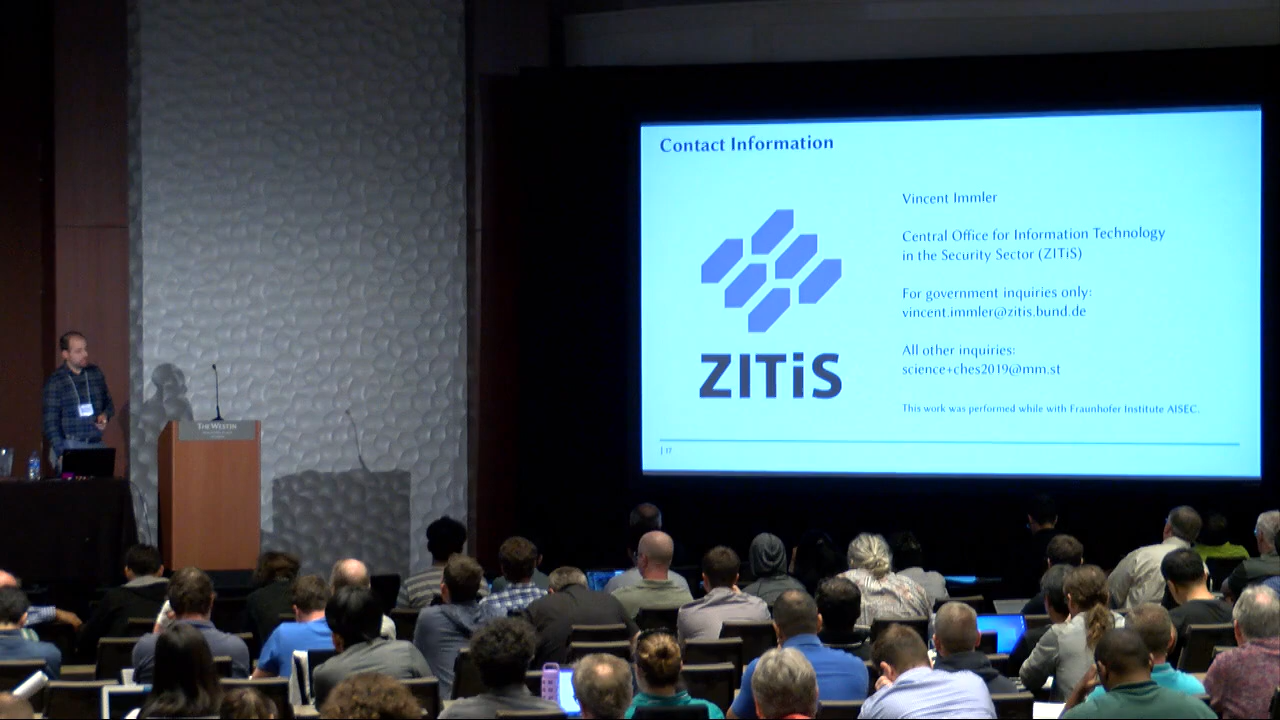 Contact Information
Vincent Immler
Central Office for Information Technology
in the Security Sector (ZITiS)
For government inquiries only:
vincent.immler@zitis.bund.de
All other inquiries:
science+ches2019@mm.st
This work was performed while with Fraunhofer Institute AISEC.
ZITiS
| 17
THE WESTIN